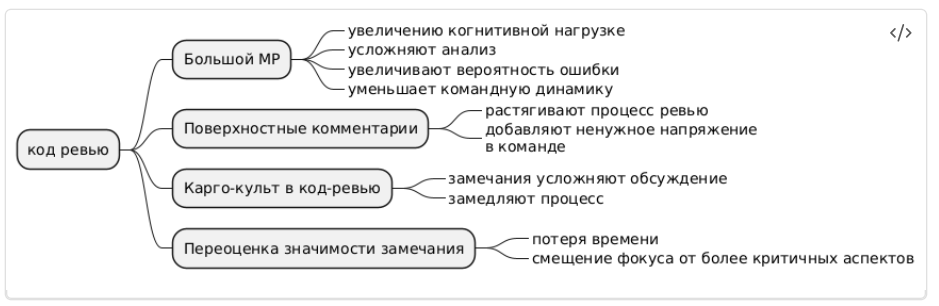 код ревью
Большой МР
увеличению когнитивной нагрузке
усложняют анализ
увеличивают вероятность ошибки
уменьшает командную динамику
Поверхностные комментарии
растягивают процесс ревью
добавляют ненужное напряжение
в команде
Карго-культ в код-ревью
замечания усложняют обсуждение
замедляют процесс
Переоценка значимости замечания
потеря времени
смещение фокуса от более критичных аспектов